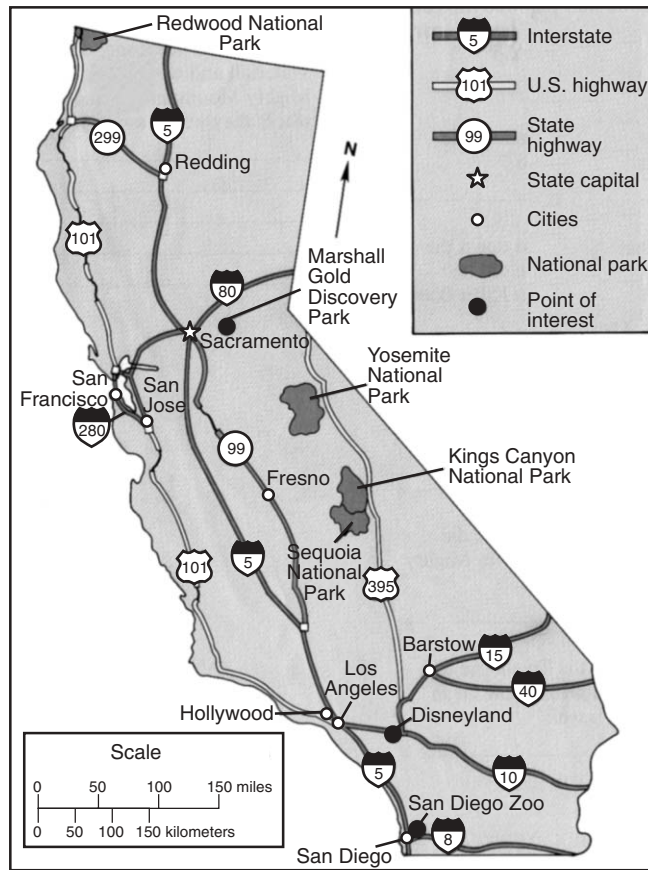 Redwood National
Park
5
Interstate
101
U.S. highway
99
State
highway
State capital
Cities
National park
Point of
interest
299
5
Redding
N
101
80
Marshall
Gold
Discovery
Park
Sacramento
Yosemite
National
Park
San
Francisco
San
Jose
280
99
Kings Canyon
National Park
Fresno
Sequoia
National
Park
101
5
395
Barstow
15
40
Los
Angeles
Hollywood
Disneyland
5
10
San Diego Zoo
San Diego
8
Scale
0 50 100 150 miles
0 50 100 150 kilometers